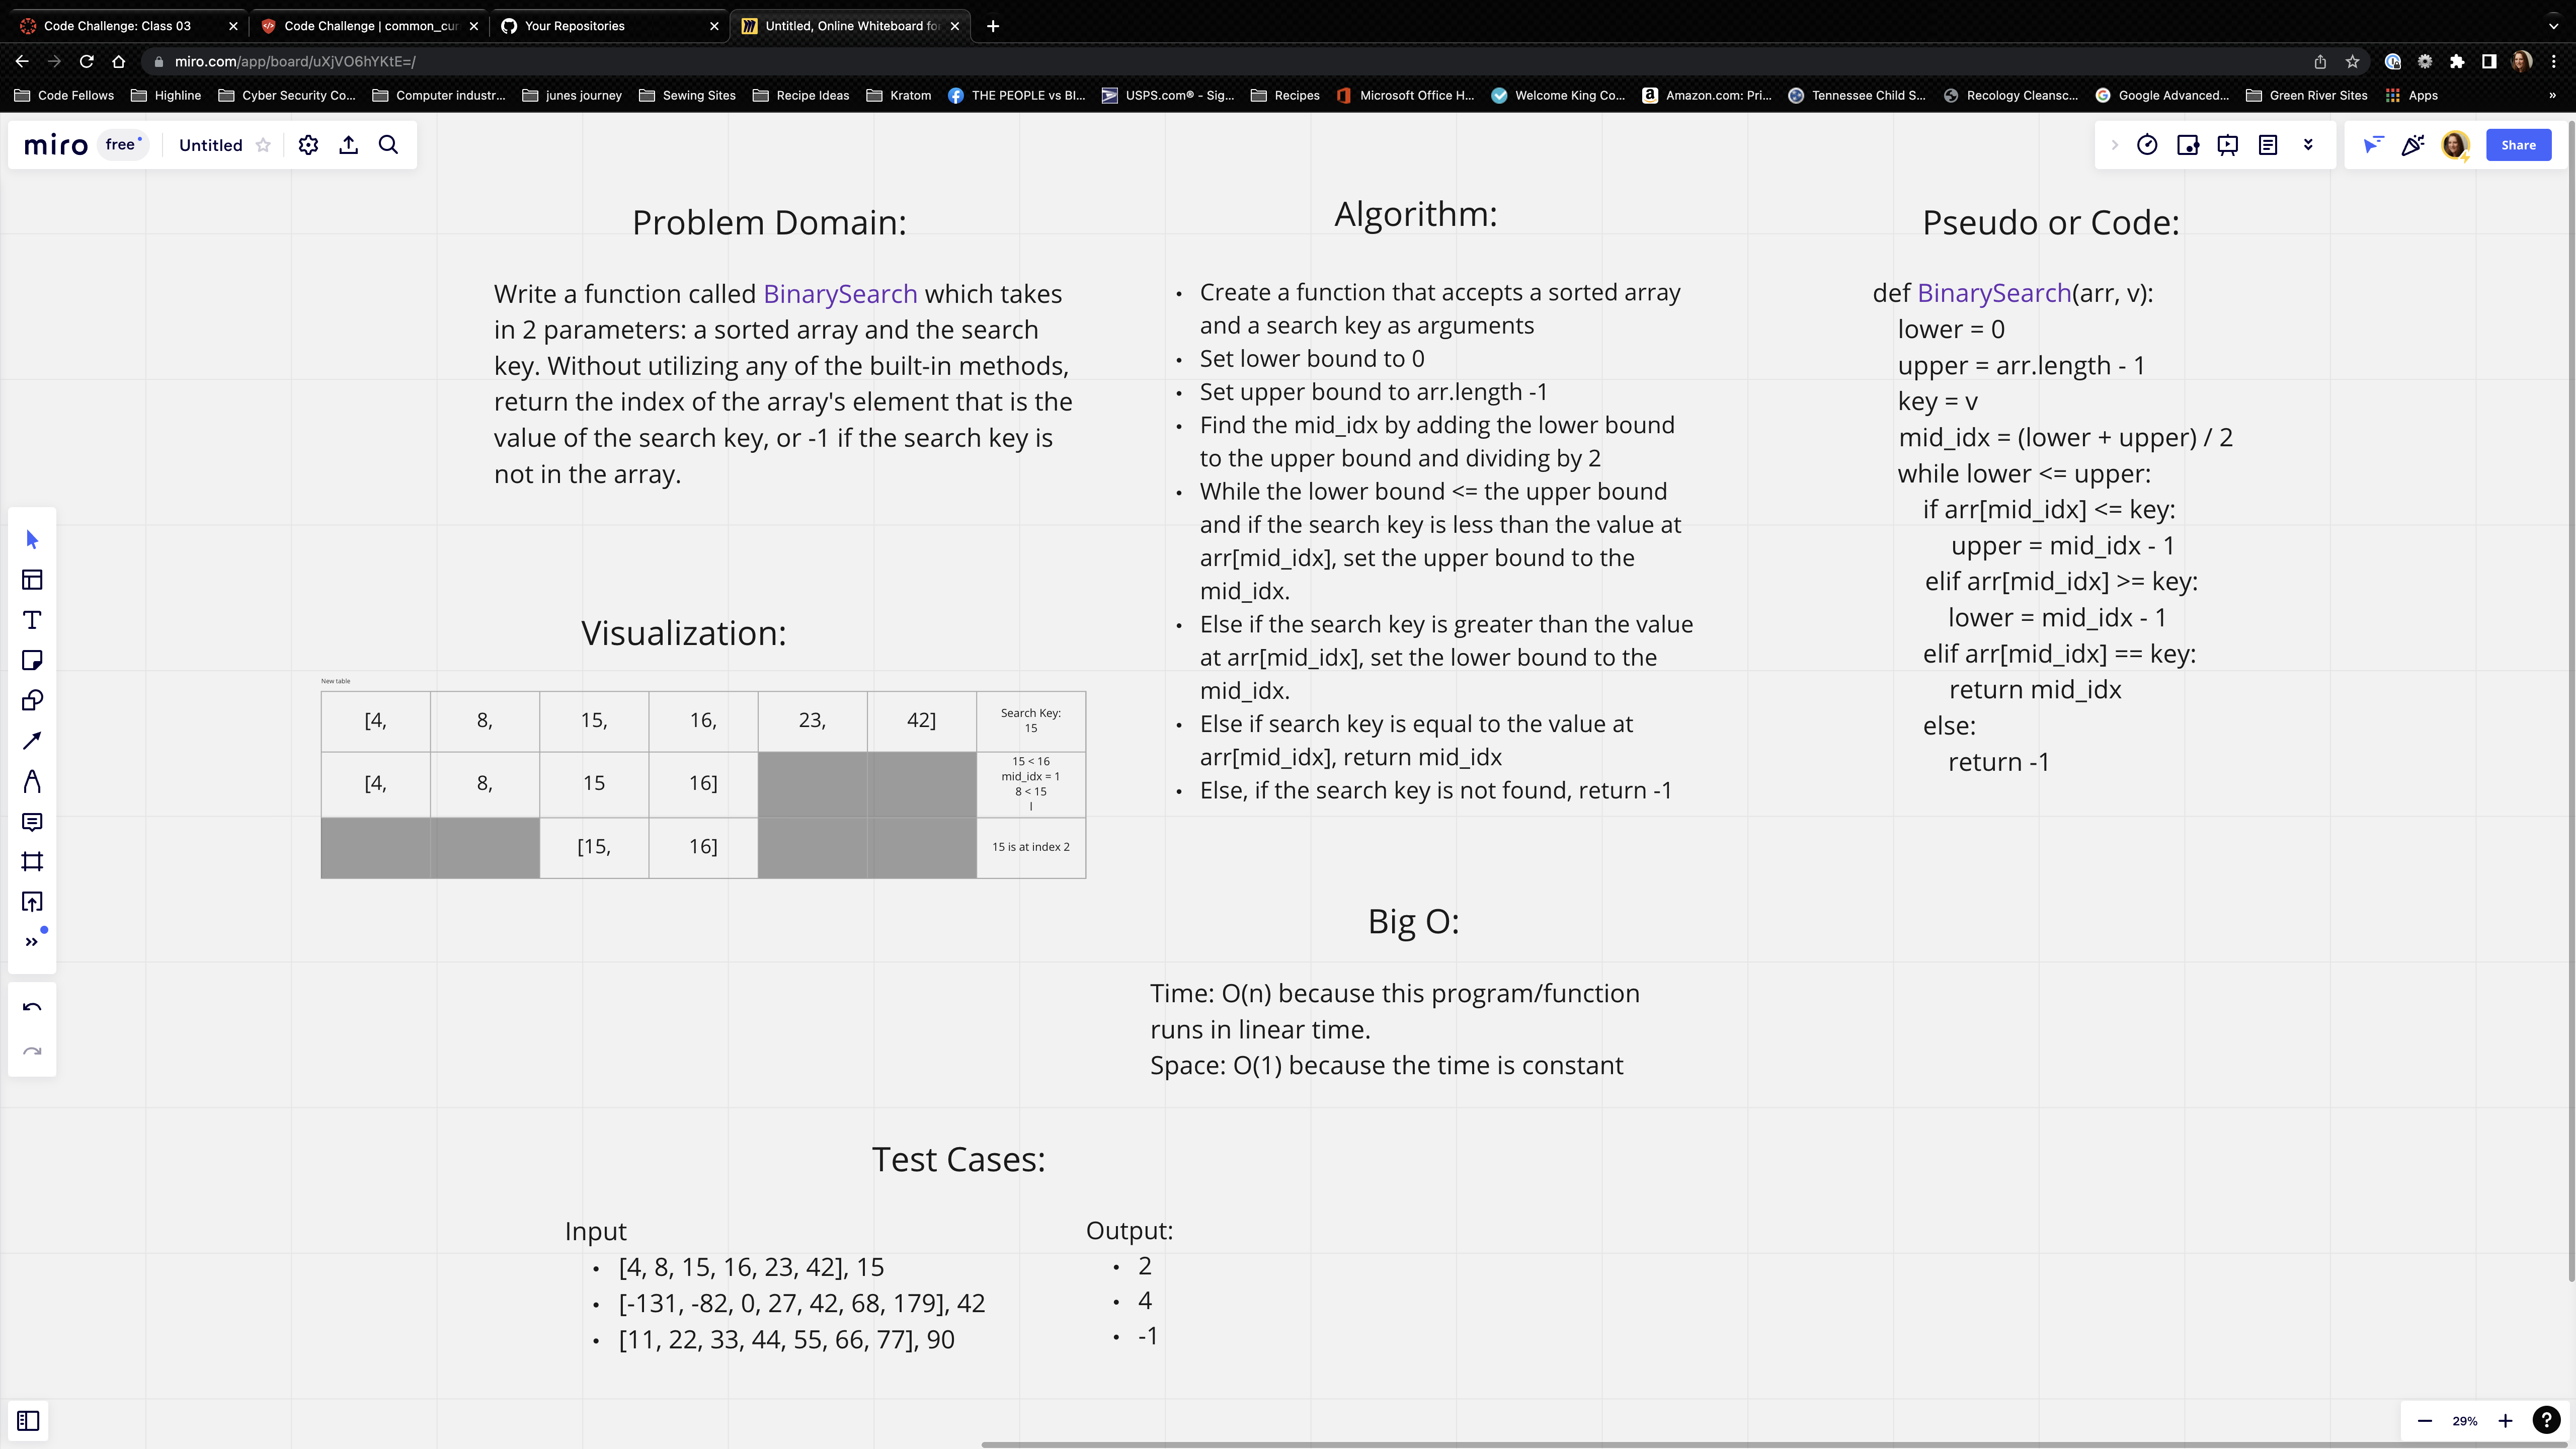 Code Challenge: Class 03
Code Challenge | common_cur
Your Repositories
Untitled, Online Whiteboard fo
miro.com/app/board/uXjVO6hYKtE=/
Code Fellows
Highline
Cyber Security Co...
Computer industr...
junes journey
Sewing Sites
Recipe Ideas
Kratom
THE PEOPLE vs BI...
USPS.com® - Sig...
Recipes
Microsoft Office H...
Welcome King Co...
Amazon.com: Pri...
Tennessee Child S...
Recology Cleansc...
Google Advanced...
Green River Sites
Apps
»
miro
free
Untitled
Share
Problem Domain:
Write a function called BinarySearch which takes
in 2 parameters: a sorted array and the search
key. Without utilizing any of the built-in methods,
return the index of the array's element that is the
value of the search key, or -1 if the search key is
not in the array.
Visualization:
New table
[4, 8, 15, 16, 23, 42] Search Key:
15
[4, 8, 15 16] 15 < 16
mid_idx = 1
8 < 15
l
[15, 16] 15 is at index 2
Algorithm:
• Create a function that accepts a sorted array
and a search key as arguments
• Set lower bound to 0
• Set upper bound to arr.length -1
• Find the mid_idx by adding the lower bound
to the upper bound and dividing by 2
• While the lower bound <= the upper bound
and if the search key is less than the value at
arr[mid_idx], set the upper bound to the
mid_idx.
• Else if the search key is greater than the value
at arr[mid_idx], set the lower bound to the
mid_idx.
• Else if search key is equal to the value at
arr[mid_idx], return mid_idx
• Else, if the search key is not found, return -1
Pseudo or Code:
def BinarySearch(arr, v):
lower = 0
upper = arr.length - 1
key = v
mid_idx = (lower + upper) / 2
while lower <= upper:
if arr[mid_idx] <= key:
upper = mid_idx - 1
elif arr[mid_idx] >= key:
lower = mid_idx - 1
elif arr[mid_idx] == key:
return mid_idx
else:
return -1
Big O:
Time: O(n) because this program/function
runs in linear time.
Space: O(1) because the time is constant
Test Cases:
Input
• [4, 8, 15, 16, 23, 42], 15
• [-131, -82, 0, 27, 42, 68, 179], 42
• [11, 22, 33, 44, 55, 66, 77], 90
Output:
• 2
• 4
• -1
29%
?